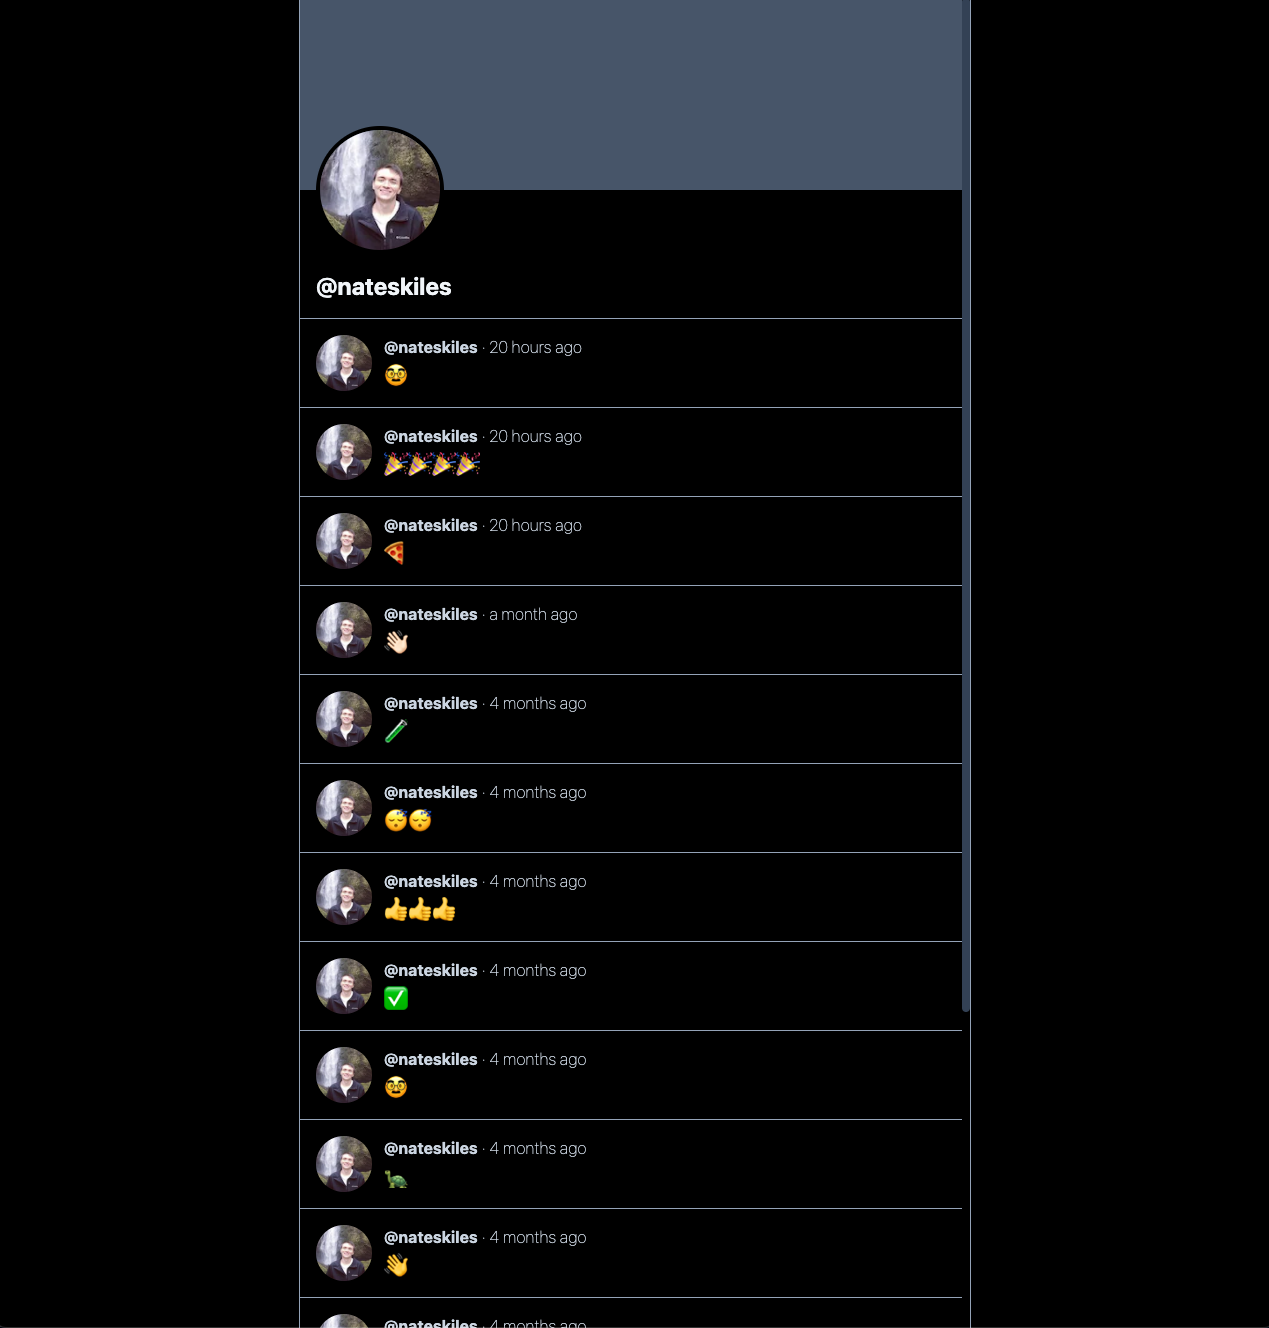 @nateskiles
@nateskiles · 20 hours ago
🥸
@nateskiles · 20 hours ago
🎉🎉🎉🎉
@nateskiles · 20 hours ago
🍕
@nateskiles · a month ago
👋🏻
@nateskiles · 4 months ago
🧪
@nateskiles · 4 months ago
😴😴
@nateskiles · 4 months ago
👍👍👍
@nateskiles · 4 months ago
✅
@nateskiles · 4 months ago
🥸
@nateskiles · 4 months ago
🐢
@nateskiles · 4 months ago
👋
@nateskiles · 4 months ago